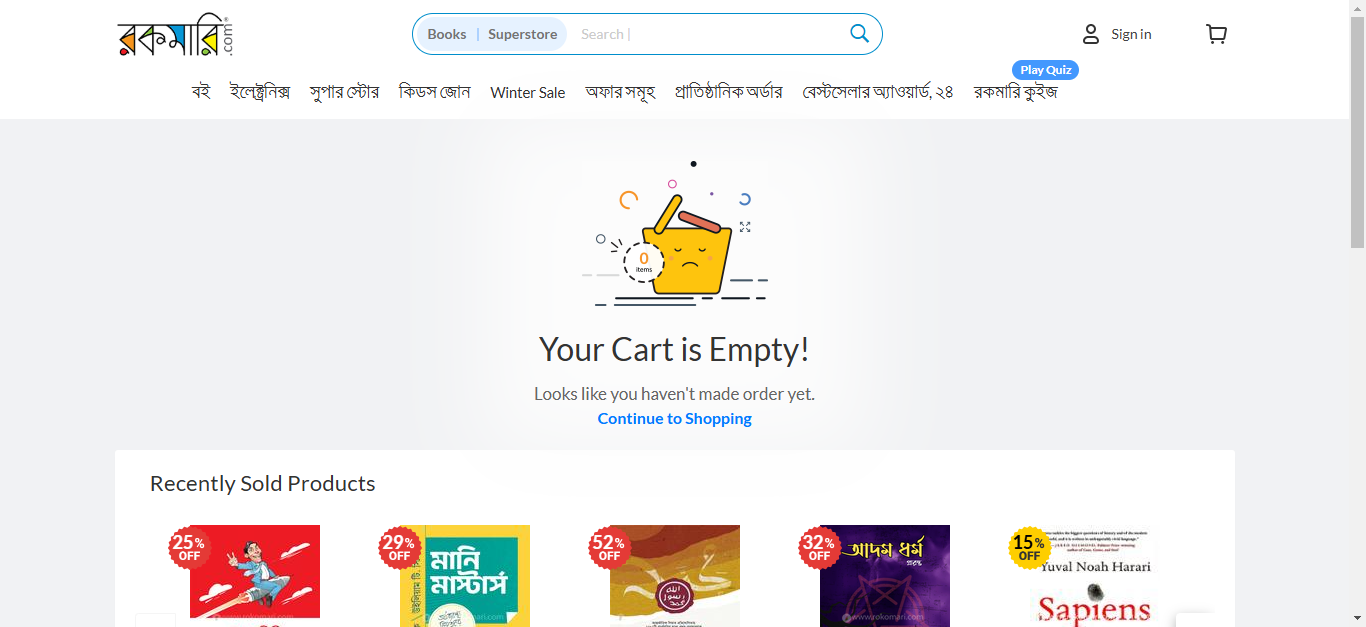 রকমারি.com
Books | Superstore Search | Sign in
Play Quiz
বই ইলেক্ট্রনিক্স সুপার স্টোর কিডস জোন Winter Sale অফার সমূহ প্রাতিষ্ঠানিক অর্ডার বেস্টসেলার অ্যাওয়ার্ড, ২৪ রকমারি কুইজ
0
items
Your Cart is Empty!
Looks like you haven't made order yet.
Continue to Shopping
Recently Sold Products
25% OFF
29% OFF
মানি
মাস্টার্স
52% OFF
32% OFF
আদম ধর্ম
www.rokomari.com
15% OFF
Yuval Noah Harari
Sapiens